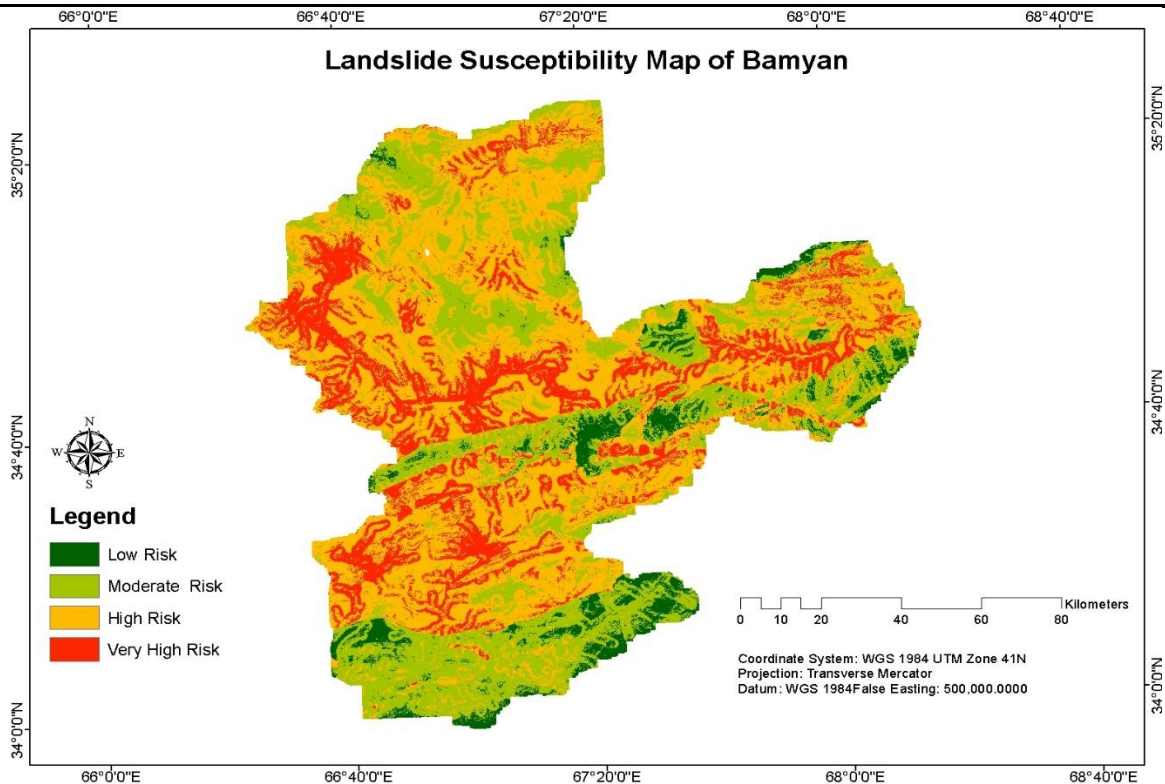 66°0'0"E 66°40'0"E 67°20'0"E 68°0'0"E 68°40'0"E
Landslide Susceptibility Map of Bamyan
35°20'0"N
35°20'0"N
34°40'0"N
34°40'0"N
N
W E
S
Legend
Low Risk
Moderate Risk
High Risk
Very High Risk
Kilometers
0 5 10 15 20 40 60 80
Coordinate System: WGS 1984 UTM Zone 41N
Projection: Transverse Mercator
Datum: WGS 1984False Easting: 500,000.0000
34°0'0"N
34°0'0"N
66°0'0"E 66°40'0"E 67°20'0"E 68°0'0"E 68°40'0"E